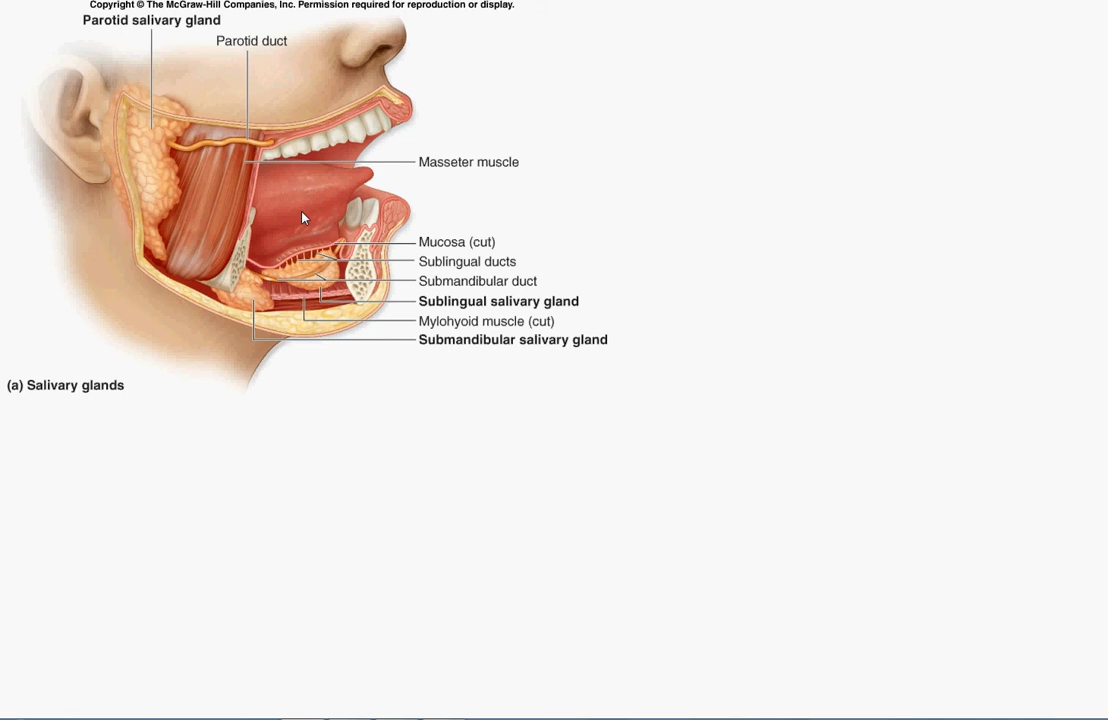 Copyright © The McGraw-Hill Companies, Inc. Permission required for reproduction or display.
Parotid salivary gland
Parotid duct
Masseter muscle
Mucosa (cut)
Sublingual ducts
Submandibular duct
Sublingual salivary gland
Mylohyoid muscle (cut)
Submandibular salivary gland
(a) Salivary glands